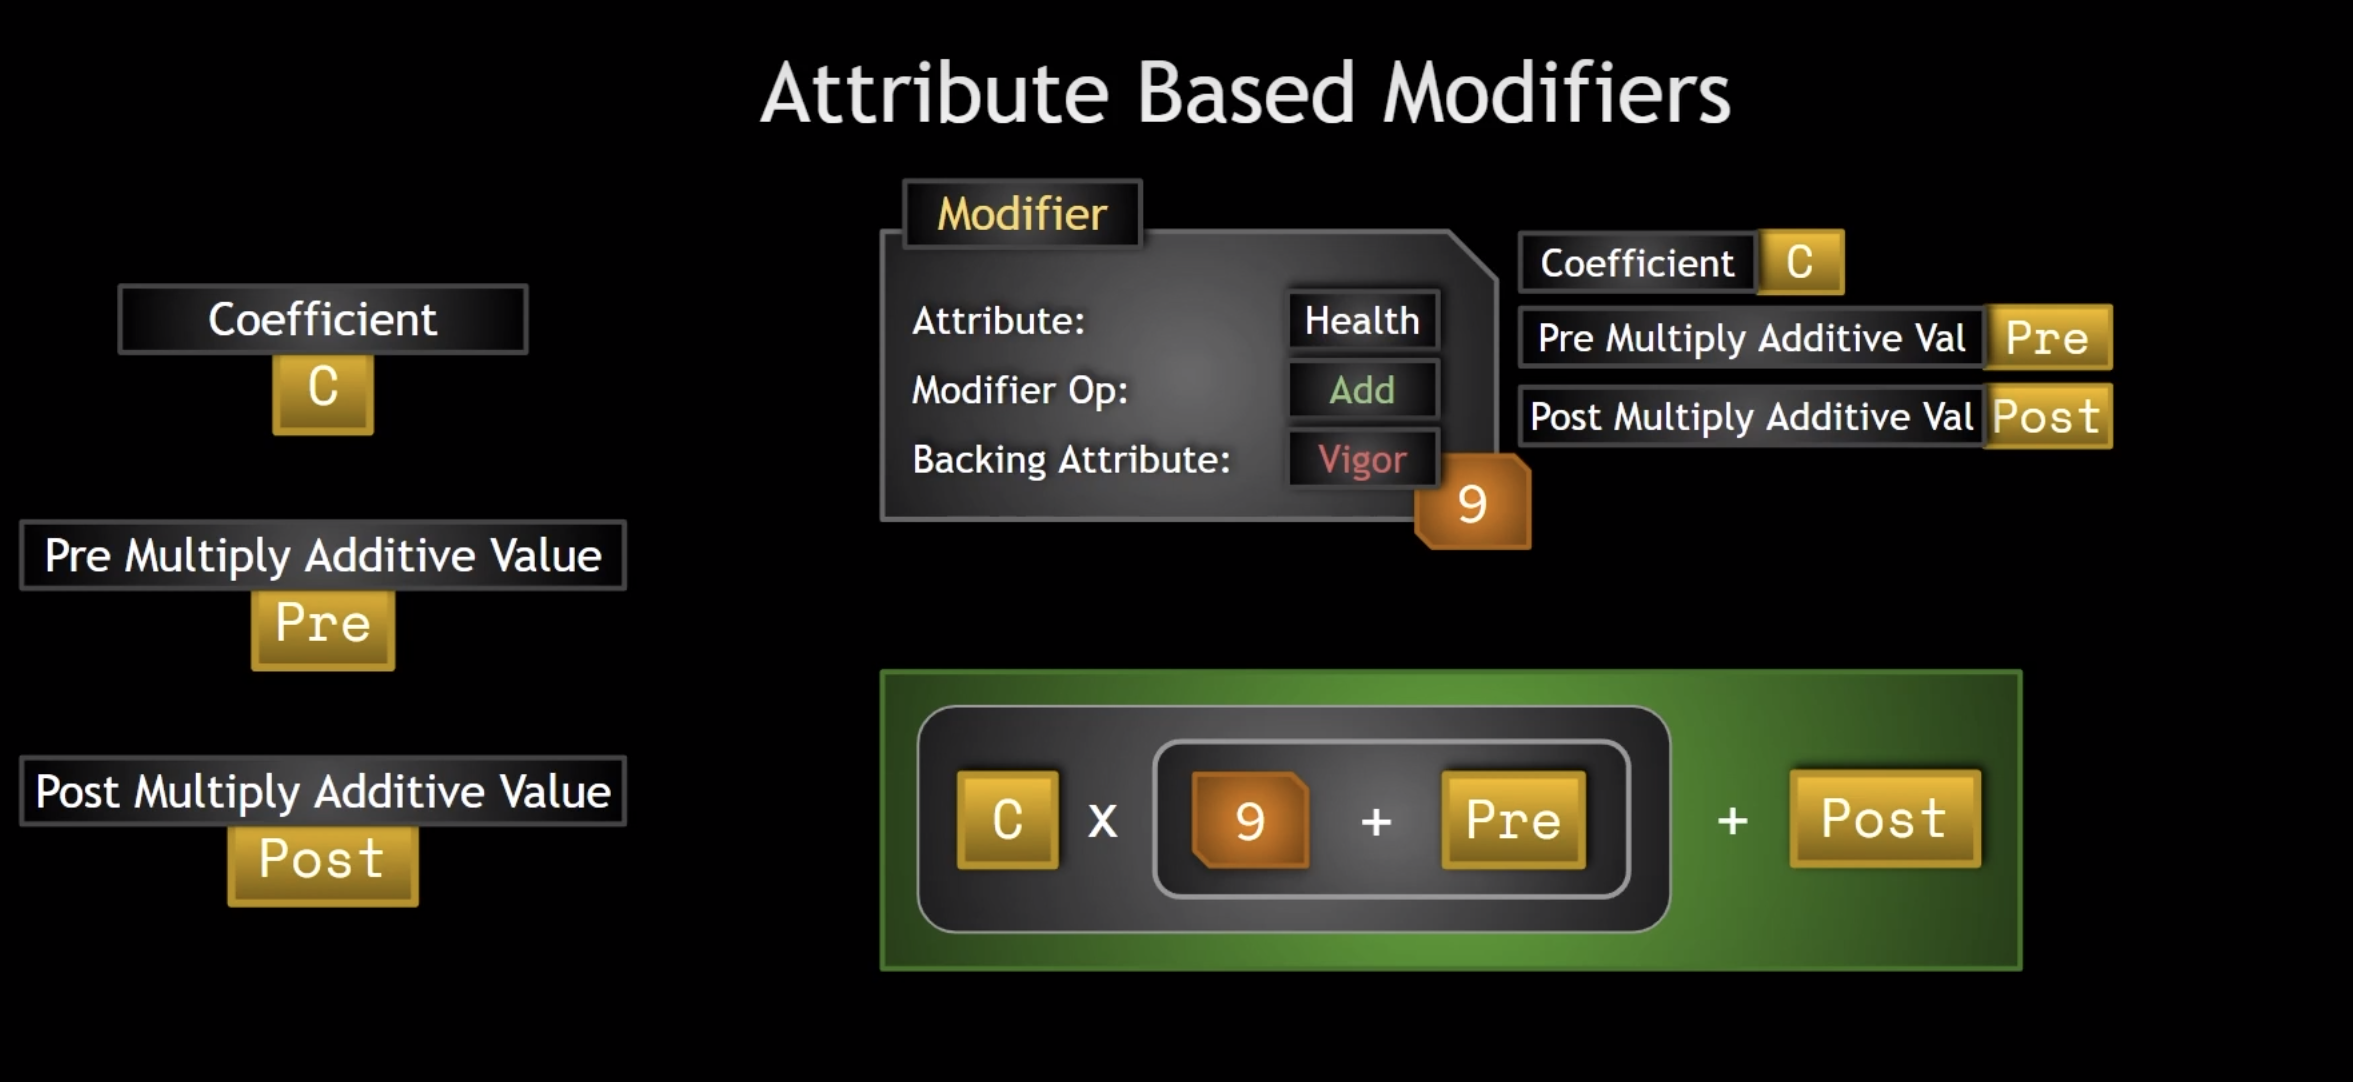 Attribute Based Modifiers
Coefficient
C
Pre Multiply Additive Value
Pre
Post Multiply Additive Value
Post
Modifier
Attribute: Health
Modifier Op: Add
Backing Attribute: Vigor
9
Coefficient C
Pre Multiply Additive Val Pre
Post Multiply Additive Val Post
C x 9 + Pre + Post